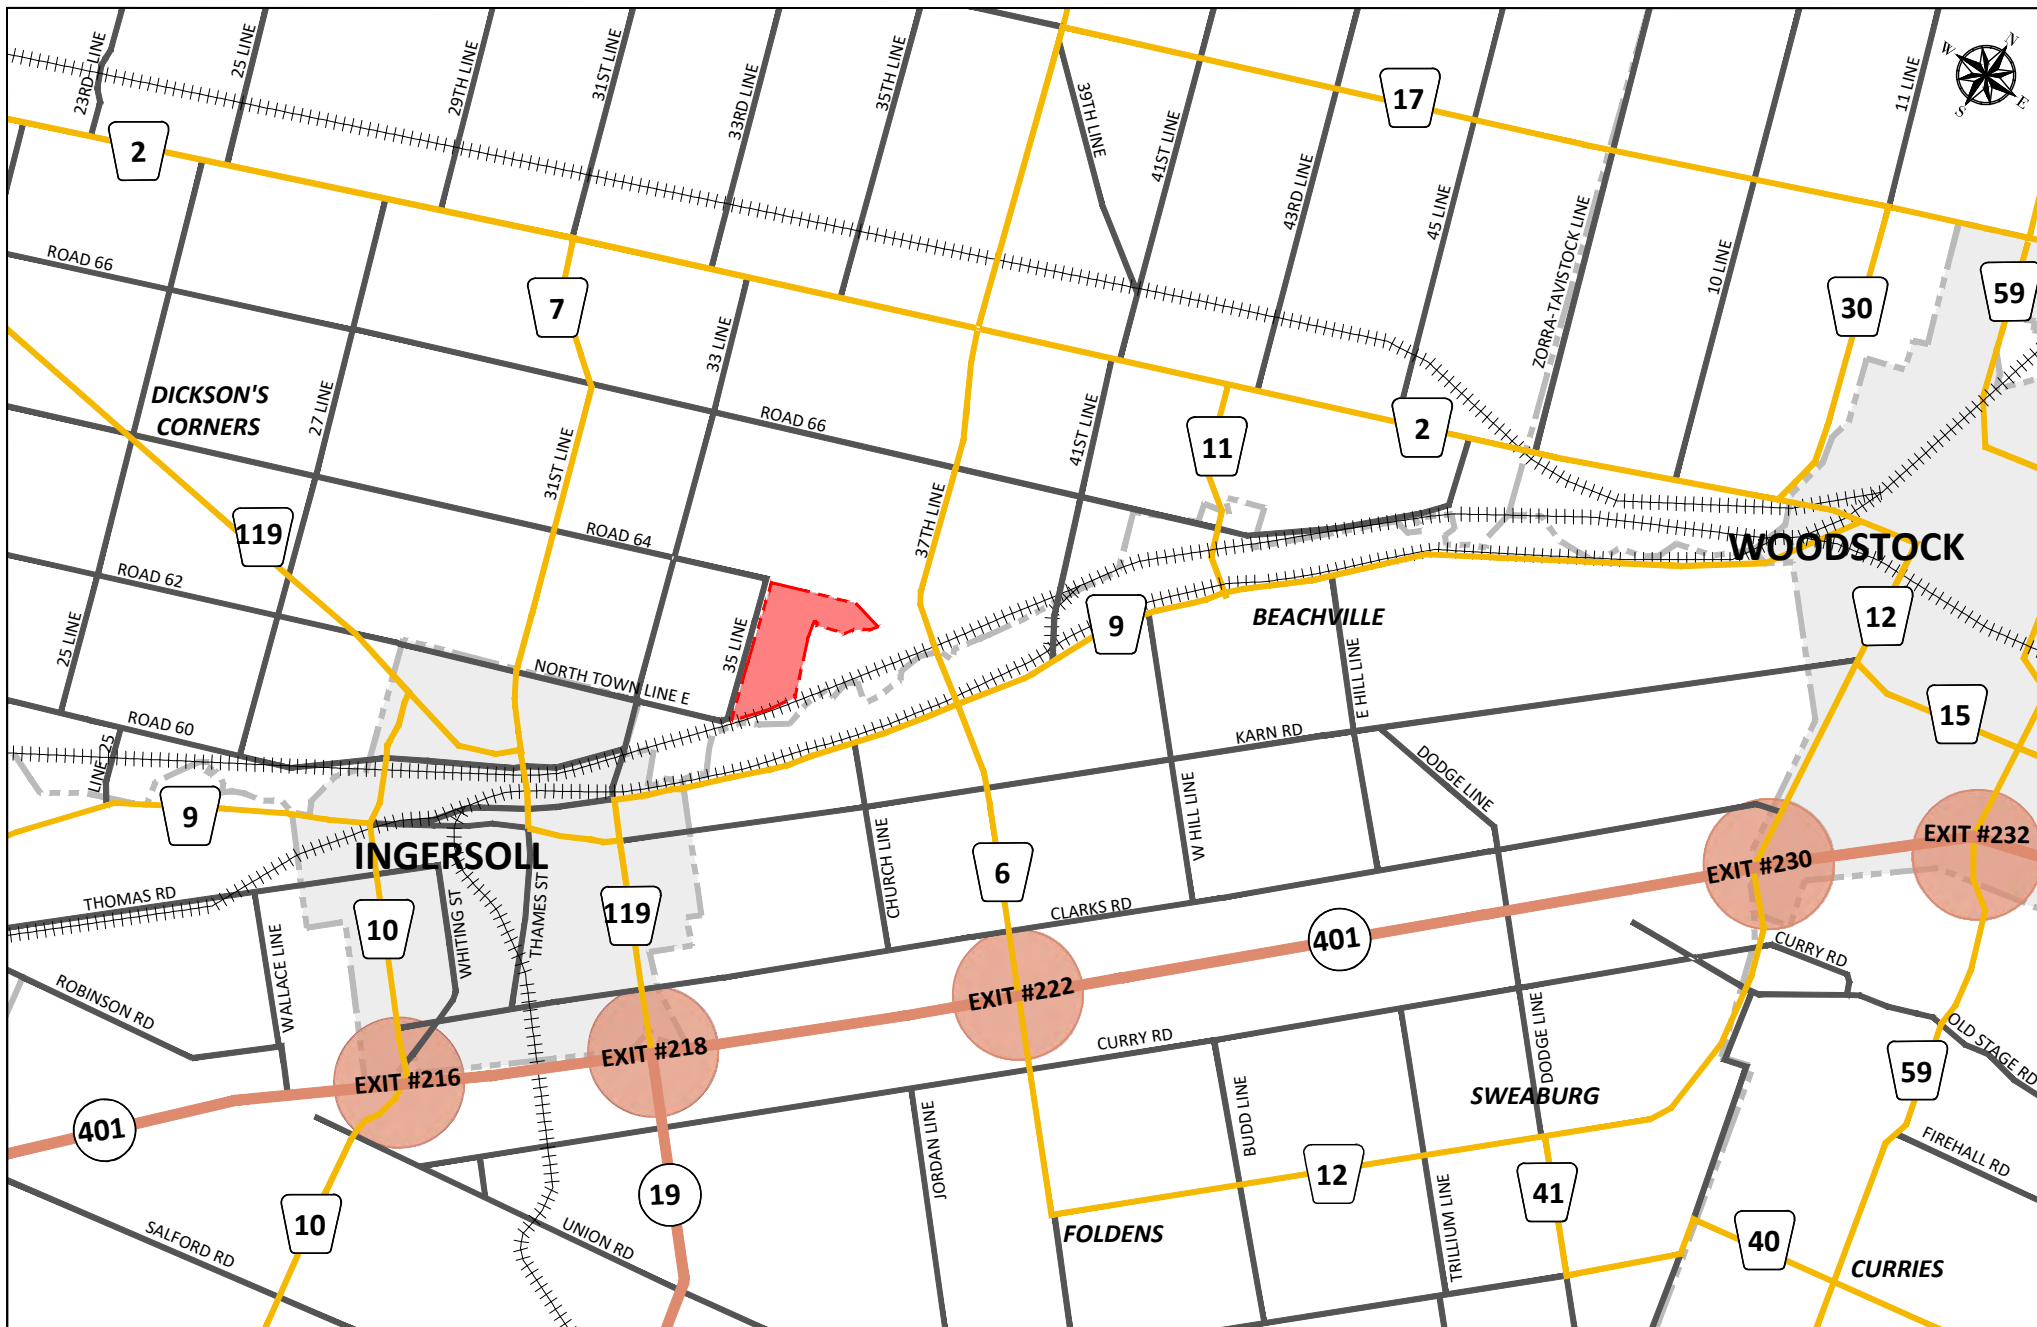 23RD LINE
25 LINE
29TH LINE
31ST LINE
33RD LINE
35TH LINE
39TH LINE
41ST LINE
43RD LINE
45 LINE
ZORRA-TAVISTOCK LINE
10 LINE
11 LINE
N
E
S
W
17
2
ROAD 66
7
30
59
DICKSON'S
CORNERS
27 LINE
33 LINE
31ST LINE
ROAD 66
41ST LINE
11
2
119
ROAD 64
37TH LINE
WOODSTOCK
ROAD 62
25 LINE
35 LINE
9
BEACHVILLE
12
NORTH TOWN LINE E
E HILL LINE
ROAD 60
LINE 25
KARN RD
DODGE LINE
15
9
W HILL LINE
CHURCH LINE
INGERSOLL
EXIT #232
EXIT #230
6
THOMAS RD
WHITING ST
THAMES ST
119
10
CLARKS RD
401
WALLACE LINE
CURRY RD
ROBINSON RD
EXIT #222
EXIT #218
EXIT #216
CURRY RD
DODGE LINE
OLD STAGE RD
59
SWEABURG
401
JORDAN LINE
BUDD LINE
FIREHALL RD
12
41
19
TRILLIUM LINE
10
SALFORD RD
UNION RD
FOLDENS
40
CURRIES